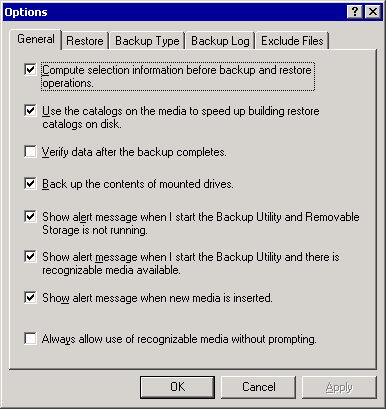 Options
General Restore Backup Type Backup Log Exclude Files
Compute selection information before backup and restore
operations.
Use the catalogs on the media to speed up building restore
catalogs on disk.
Verify data after the backup completes.
Back up the contents of mounted drives.
Show alert message when I start the Backup Utility and Removable
Storage is not running.
Show alert message when I start the Backup Utility and there is
recognizable media available.
Show alert message when new media is inserted.
Always allow use of recognizable media without prompting.
OK Cancel Apply